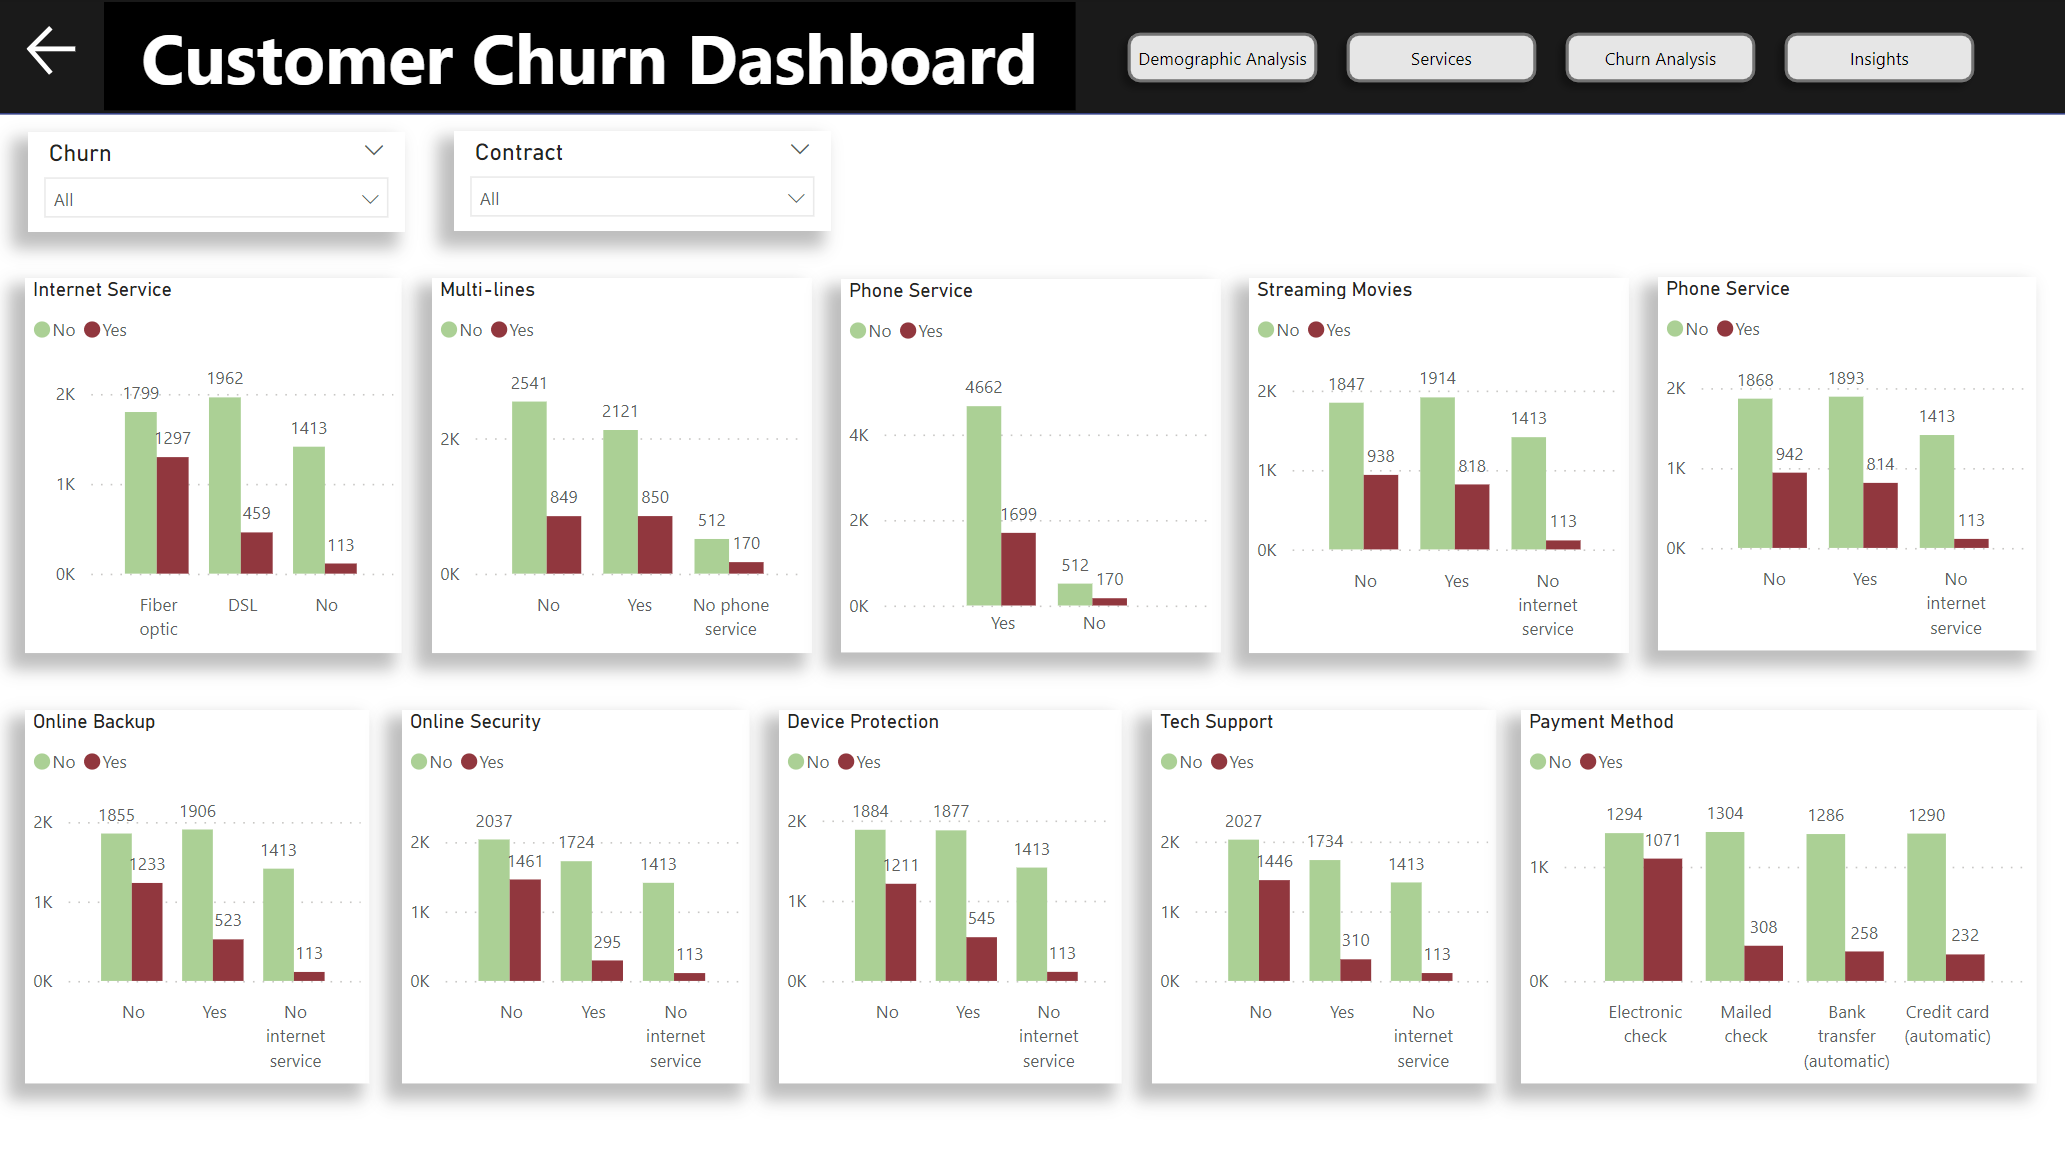 Customer Churn Dashboard
Demographic Analysis
Services
Churn Analysis
Insights
Churn
All
Contract
All
Internet Service
No Yes
2K
1K
0K
1799
1297
1962
459
1413
113
Fiber
optic
DSL
No
Multi-lines
No Yes
2K
0K
2541
849
2121
850
512
170
No
Yes
No phone
service
Phone Service
No Yes
4K
2K
0K
4662
1699
512
170
Yes
No
Streaming Movies
No Yes
2K
1K
0K
1847
938
1914
818
1413
113
No
Yes
No
internet
service
Phone Service
No Yes
2K
1K
0K
1868
942
1893
814
1413
113
No
Yes
No
internet
service
Online Backup
No Yes
2K
1K
0K
1855
1233
1906
523
1413
113
No
Yes
No
internet
service
Online Security
No Yes
2K
1K
0K
2037
1461
1724
295
1413
113
No
Yes
No
internet
service
Device Protection
No Yes
2K
1K
0K
1884
1211
1877
545
1413
113
No
Yes
No
internet
service
Tech Support
No Yes
2K
1K
0K
2027
1446
1734
310
1413
113
No
Yes
No
internet
service
Payment Method
No Yes
1K
0K
1294
1071
1304
308
1286
258
1290
232
Electronic
check
Mailed
check
Bank
transfer
(automatic)
Credit card
(automatic)